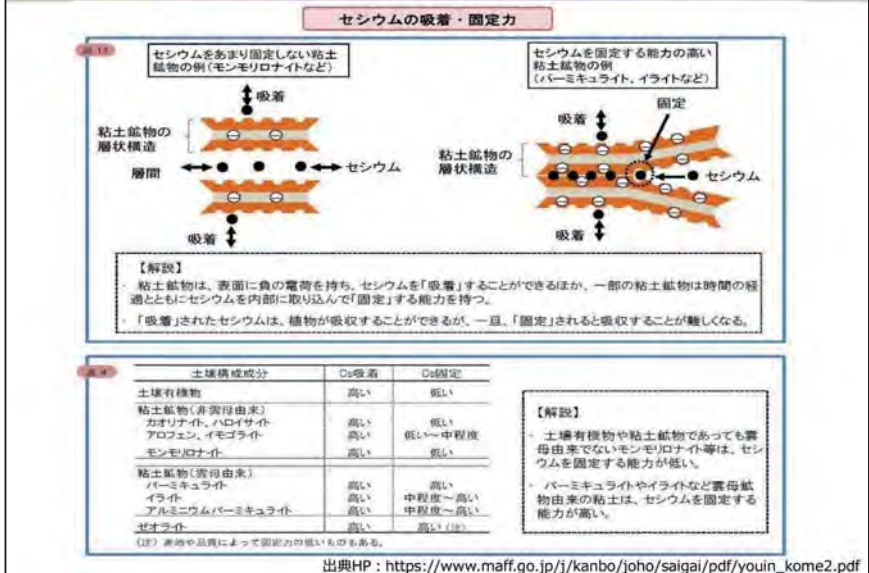 セシウムの吸着・固定力
セシウムをあまり固定しない粘土
鉱物の例(モンモリロナイトなど)
吸着
粘土鉱物の
層状構造
層間
セシウム
吸着
セシウムを固定する能力の高い
粘土鉱物の例
(バーミキュライト、イライトなど)
固定
吸着
粘土鉱物の
層状構造
セシウム
吸着
【解説】
・ 粘土鉱物は、表面に負の電荷を持ち、セシウムを「吸着」することができるほか、一部の粘土鉱物は時間の経
過とともにセシウムを内部に取り込んで「固定」する能力を持つ。
・ 「吸着」されたセシウムは、植物が吸収することができるが、一旦、「固定」されると吸収することが難しくなる。
土壌構成成分 Cs吸着 Cs固定
土壌有機物 高い 低い
粘土鉱物(非雲母由来)
カオリナイト、ハロイサイト 高い 低い
アロフェン、イモゴライト 高い 低い～中程度
モンモリロナイト 高い 低い
粘土鉱物(雲母由来)
バーミキュライト 高い 高い
イライト 高い 中程度～高い
アルミニウムバーミキュライト 高い 中程度～高い
ゼオライト 高い 高い(注)
(注) 産地や品質によって固定力の低いものもある。
【解説】
・ 土壌有機物や粘土鉱物であっても雲
母由来でないモンモリロナイト等は、セシ
ウムを固定する能力が低い。
・ バーミキュライトやイライトなど雲母鉱
物由来の粘土は、セシウムを固定する
能力が高い。
出典HP：https://www.maff.go.jp/j/kanbo/joho/saigai/pdf/youin_kome2.pdf